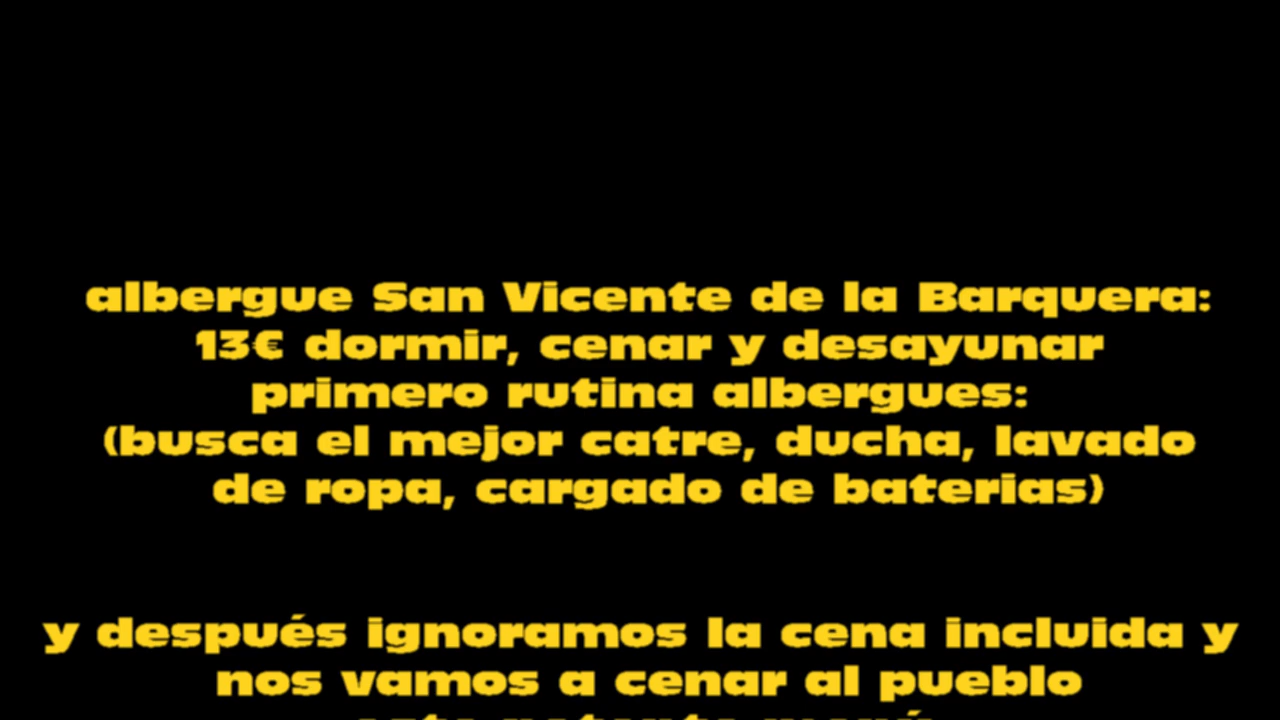 albergue San Vicente de la Barquera:
13€ dormir, cenar y desayunar
primero rutina albergues:
(busca el mejor catre, ducha, lavado
de ropa, cargado de baterias)
y después ignoramos la cena incluida y
nos vamos a cenar al pueblo